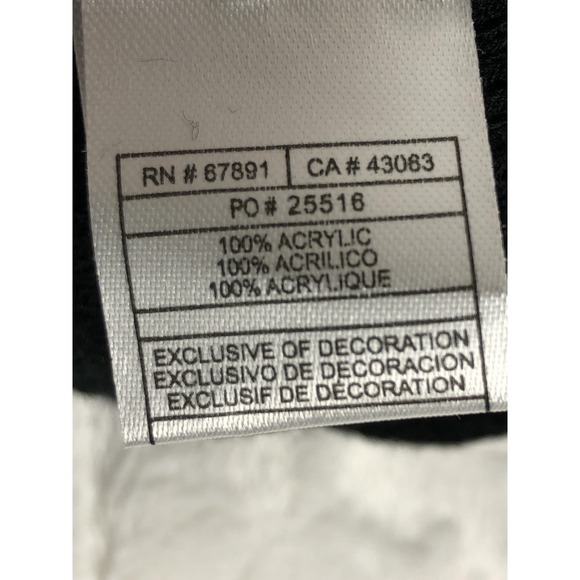 RN # 67891 CA # 43063
PO # 25516
100% ACRYLIC
100% ACRILICO
100% ACRYLIQUE
EXCLUSIVE OF DECORATION
EXCLUSIVO DE DECORACION
EXCLUSIF DE DÉCORATION